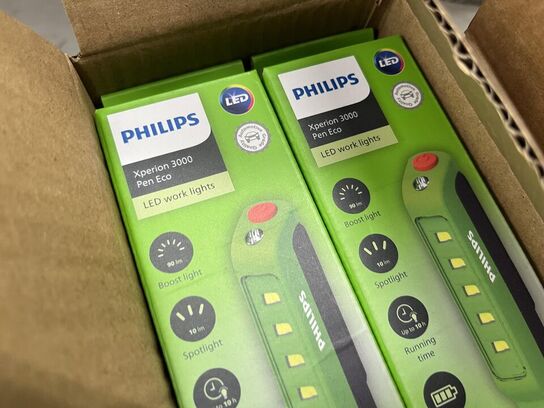 PHILIPS
Xperion 3000
Pen Eco
LED work lights
LED
90 lm
Boost light
10 lm
Spotlight
PHILIPS
PHILIPS
Xperion 3000
Pen Eco
LED work lights
LED
90 lm
Boost light
10 lm
Spotlight
Up to 10 h
Running
time
PHILIPS